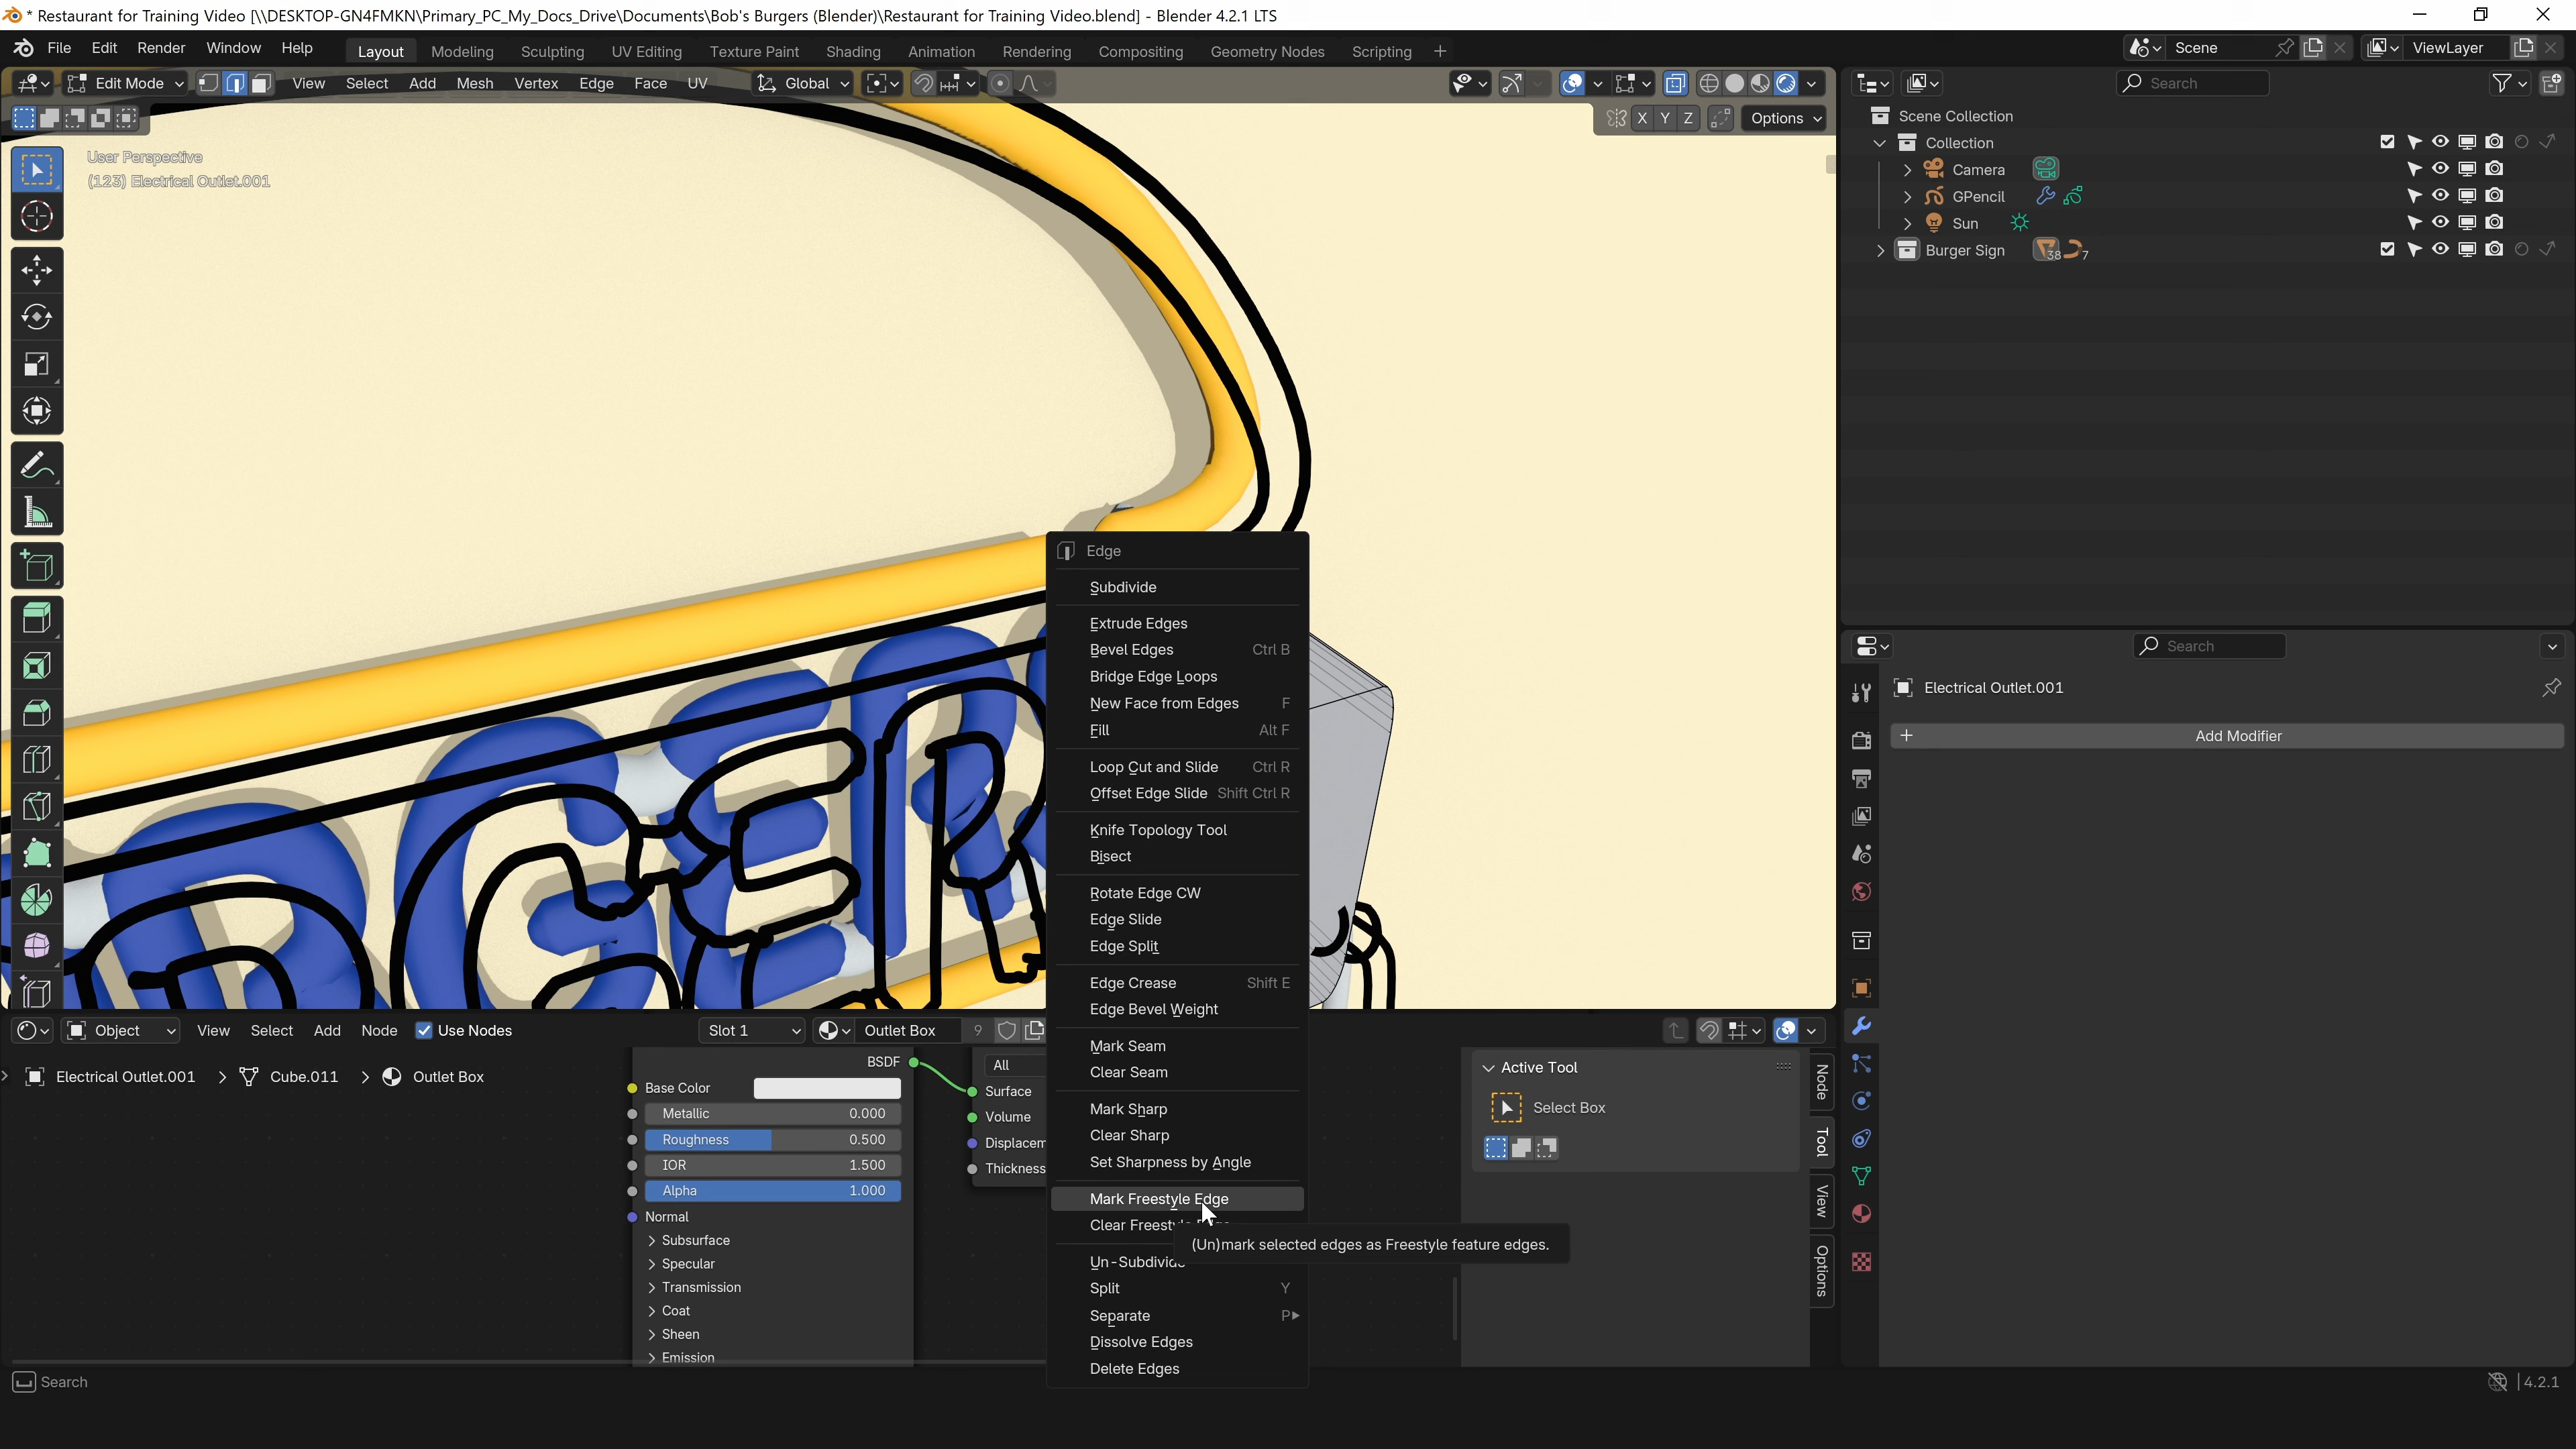 * Restaurant for Training Video [\\DESKTOP-GN4FMKN\Primary_PC_My_Docs_Drive\Documents\Bob's Burgers (Blender)\Restaurant for Training Video.blend] - Blender 4.2.1 LTS
File Edit Render Window Help Layout Modeling Sculpting UV Editing Texture Paint Shading Animation Rendering Compositing Geometry Nodes Scripting + Scene ViewLayer
Edit Mode View Select Add Mesh Vertex Edge Face UV Global Search
X Y Z Options
User Perspective
(123) Electrical Outlet.001
Scene Collection
Collection
Camera
GPencil
Sun
Burger Sign 38 7
Search
Electrical Outlet.001
Add Modifier
Edge
Subdivide
Extrude Edges
Bevel Edges Ctrl B
Bridge Edge Loops
New Face from Edges F
Fill Alt F
Loop Cut and Slide Ctrl R
Offset Edge Slide Shift Ctrl R
Knife Topology Tool
Bisect
Rotate Edge CW
Edge Slide
Edge Split
Edge Crease Shift E
Edge Bevel Weight
Mark Seam
Clear Seam
Mark Sharp
Clear Sharp
Set Sharpness by Angle
Mark Freestyle Edge
Clear Freestyle Edge
(Un)mark selected edges as Freestyle feature edges.
Un-Subdivide
Split Y
Separate P
Dissolve Edges
Delete Edges
Object View Select Add Node Use Nodes Slot 1 Outlet Box 9
Electrical Outlet.001 Cube.011 Outlet Box
BSDF
Base Color
Metallic 0.000
Roughness 0.500
IOR 1.500
Alpha 1.000
Normal
Subsurface
Specular
Transmission
Coat
Sheen
Emission
All
Surface
Volume
Displacem
Thickness
Active Tool
Select Box
Node
Tool
View
Options
Search
4.2.1